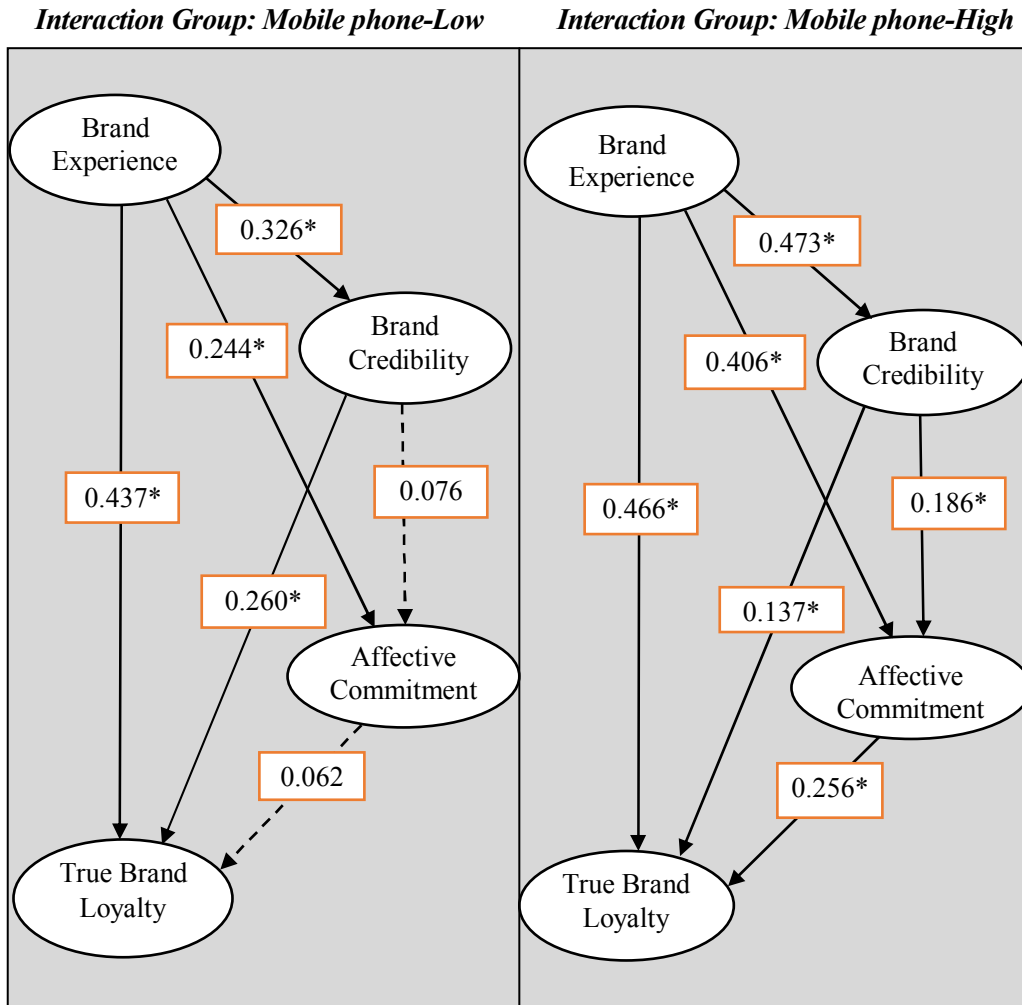 Interaction Group: Mobile phone-Low
Brand
Experience
0.326*
Brand
Credibility
0.244*
0.437*
0.076
0.260*
Affective
Commitment
0.062
True Brand
Loyalty
Interaction Group: Mobile phone-High
Brand
Experience
0.473*
Brand
Credibility
0.406*
0.466*
0.186*
0.137*
Affective
Commitment
0.256*
True Brand
Loyalty